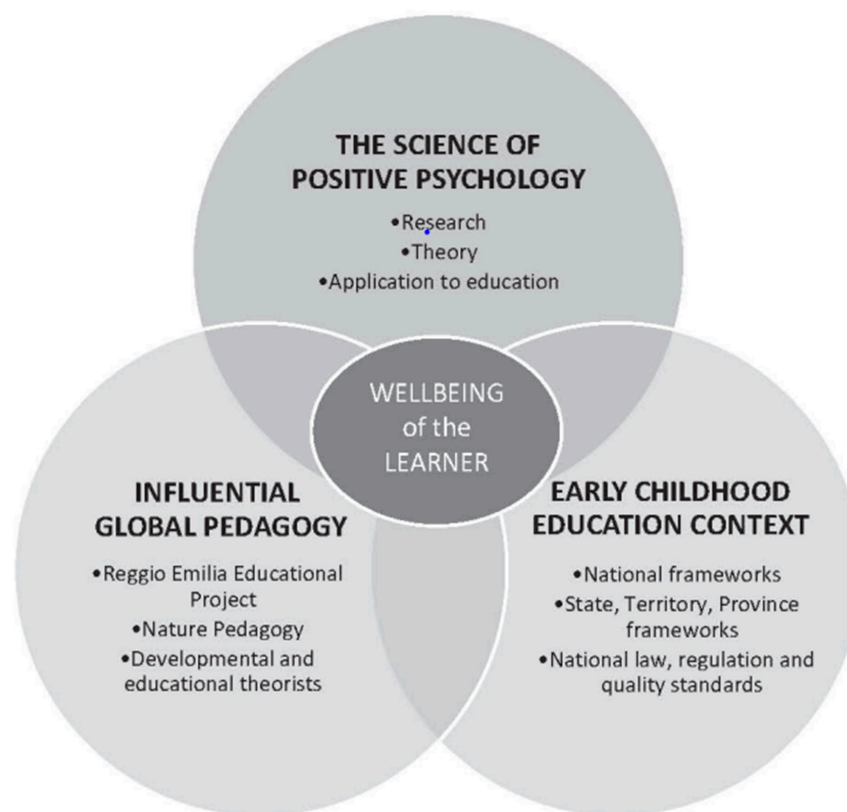 THE SCIENCE OF
POSITIVE PSYCHOLOGY
•Research
•Theory
•Application to education
WELLBEING
of the
LEARNER
INFLUENTIAL
GLOBAL PEDAGOGY
•Reggio Emilia Educational
Project
•Nature Pedagogy
•Developmental and
educational theorists
EARLY CHILDHOOD
EDUCATION CONTEXT
•National frameworks
•State, Territory, Province
frameworks
•National law, regulation and
quality standards